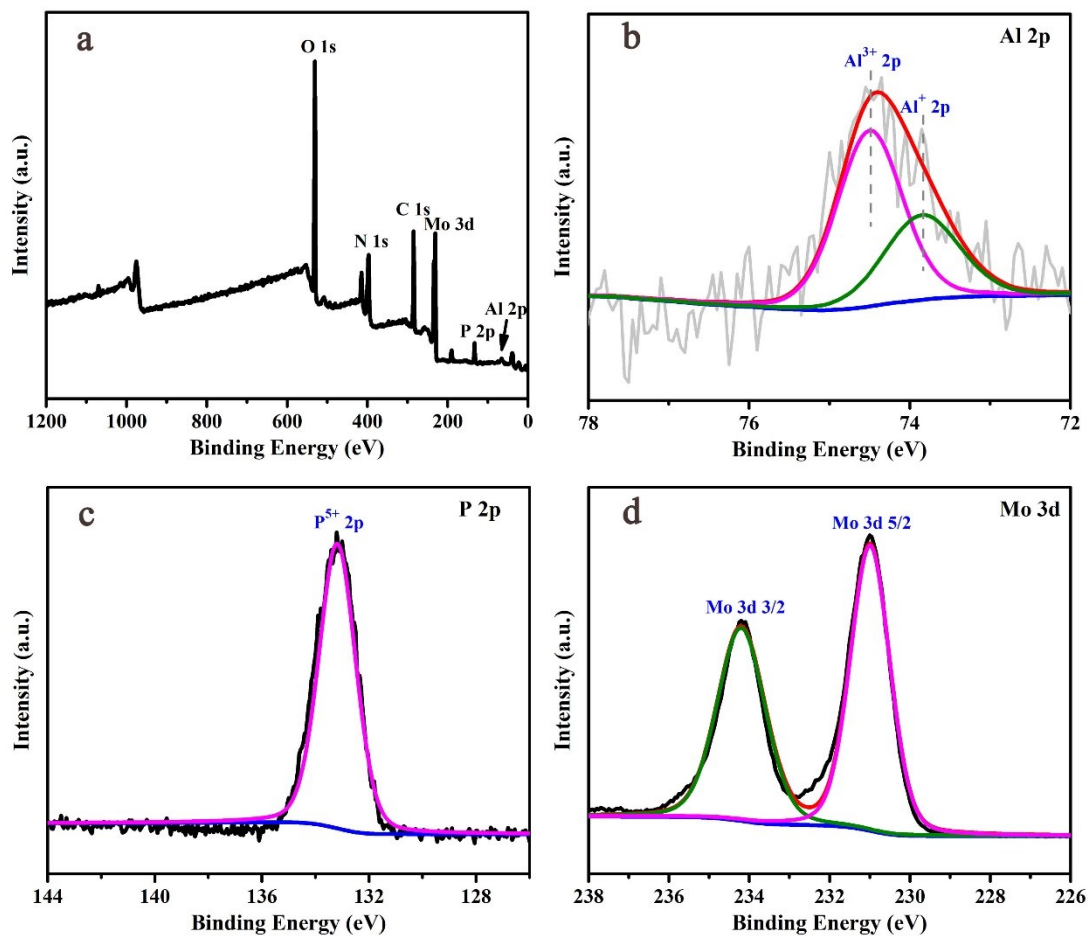 a
O 1s
N 1s
C 1s
Mo 3d
P 2p
Al 2p
Intensity (a.u.)
1200 1000 800 600 400 200 0
Binding Energy (eV)
b
Al 2p
Al³⁺ 2p
Al⁺ 2p
Intensity (a.u.)
78 76 74 72
Binding Energy (eV)
c
P 2p
P⁵⁺ 2p
Intensity (a.u.)
144 140 136 132 128
Binding Energy (eV)
d
Mo 3d
Mo 3d 5/2
Mo 3d 3/2
Intensity (a.u.)
238 236 234 232 230 228 226
Binding Energy (eV)